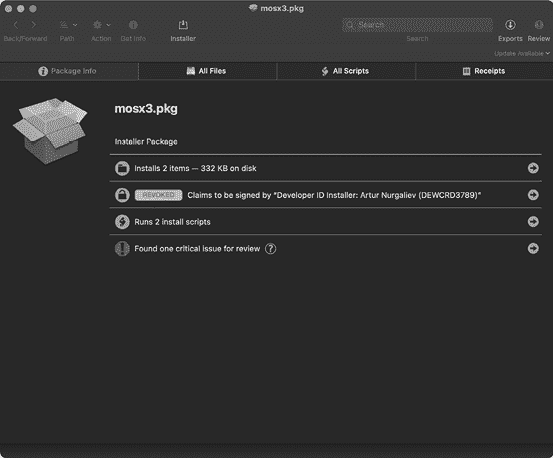 mosx3.pkg
Back/Forward Path Action Get Info Installer Search Search Exports Review
Update Available
Package Info All Files All Scripts Receipts
mosx3.pkg
Installer Package
Installs 2 items — 332 KB on disk
REVOKED Claims to be signed by “Developer ID Installer: Artur Nurgaliev (DEWCRD3789)”
Runs 2 install scripts
Found one critical issue for review ?